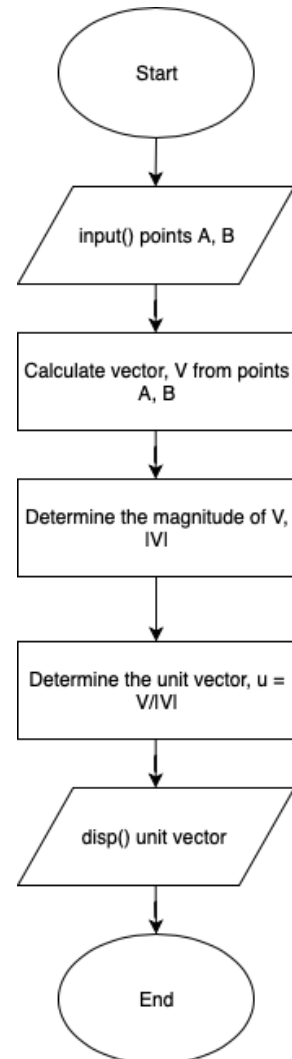 Start
input() points A, B
Calculate vector, V from points
A, B
Determine the magnitude of V,
|V|
Determine the unit vector, u =
V/|V|
disp() unit vector
End